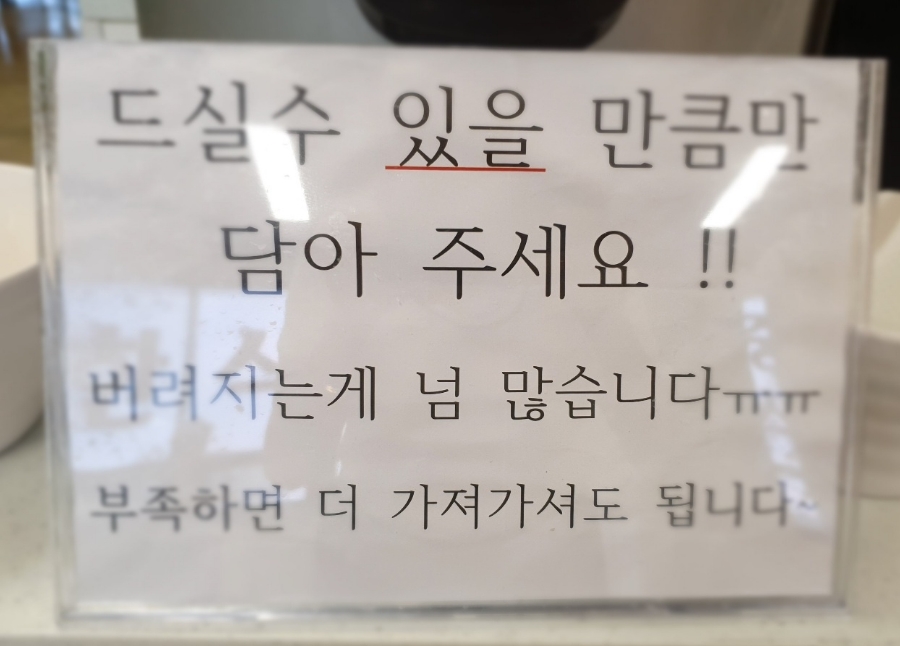 드실수 있을 만큼만
담아 주세요 !!
버려지는게 넘 많습니다ㅠㅠ
부족하면 더 가져가셔도 됩니다~